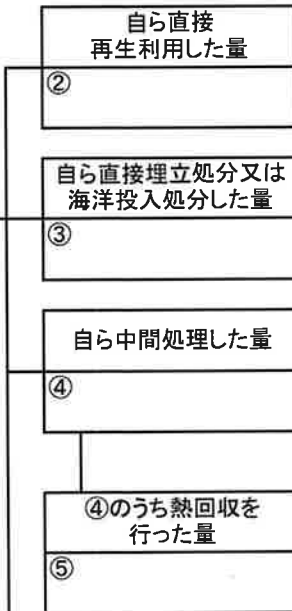 自ら直接
再生利用した量
②
自ら直接埋立処分又は
海洋投入処分した量
③
自ら中間処理した量
④
④のうち熱回収を
行った量
⑤